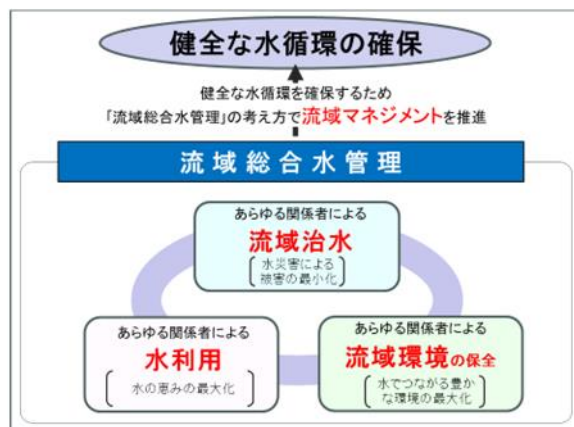 健全な水循環の確保
健全な水循環を確保するため
「流域総合水管理」の考え方で流域マネジメントを推進
流域総合水管理
あらゆる関係者による
流域治水
水災害による
被害の最小化
あらゆる関係者による
水利用
水の恵みの最大化
あらゆる関係者による
流域環境の保全
水でつながる豊か
な環境の最大化